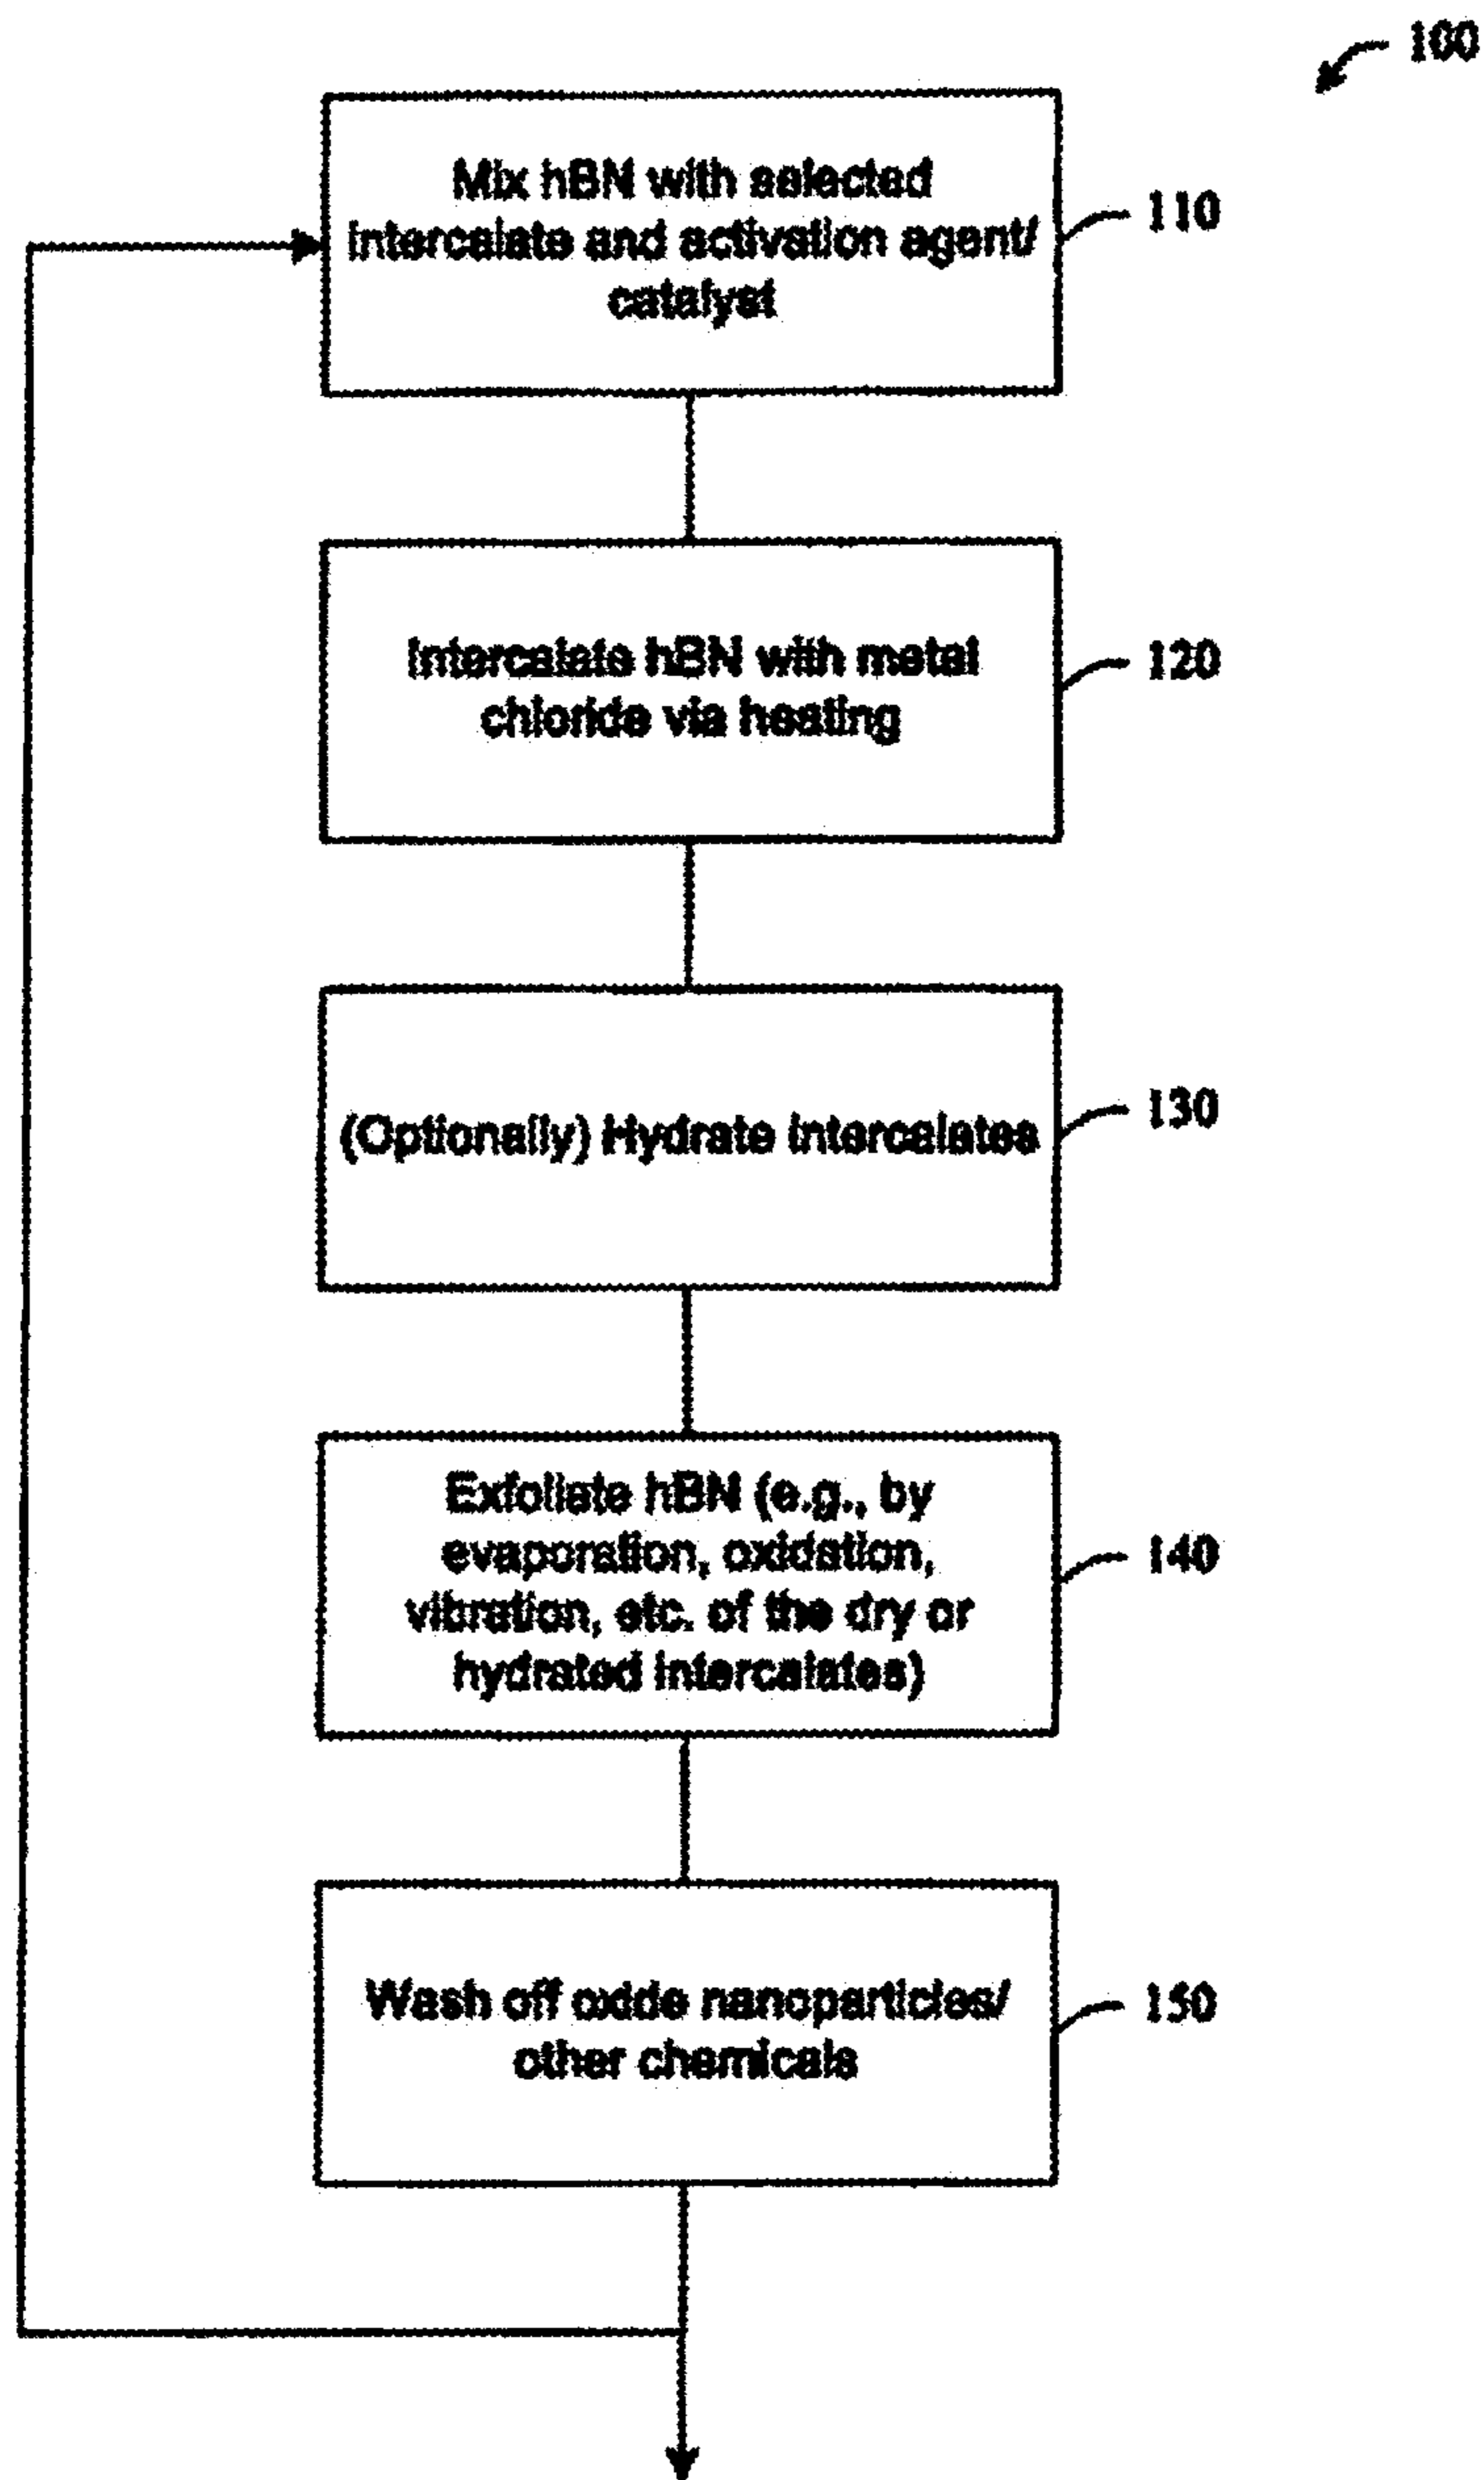 100
Mix hBN with selected
intercalate and activation agent/
catalyst
110
Intercalate hBN with metal
chloride via heating
120
(Optionally) Hydrate intercalates
130
Exfoliate hBN (e.g., by
evaporation, oxidation,
vibration, etc. of the dry or
hydrated intercalates)
140
Wash off oxide nanoparticles/
other chemicals
150